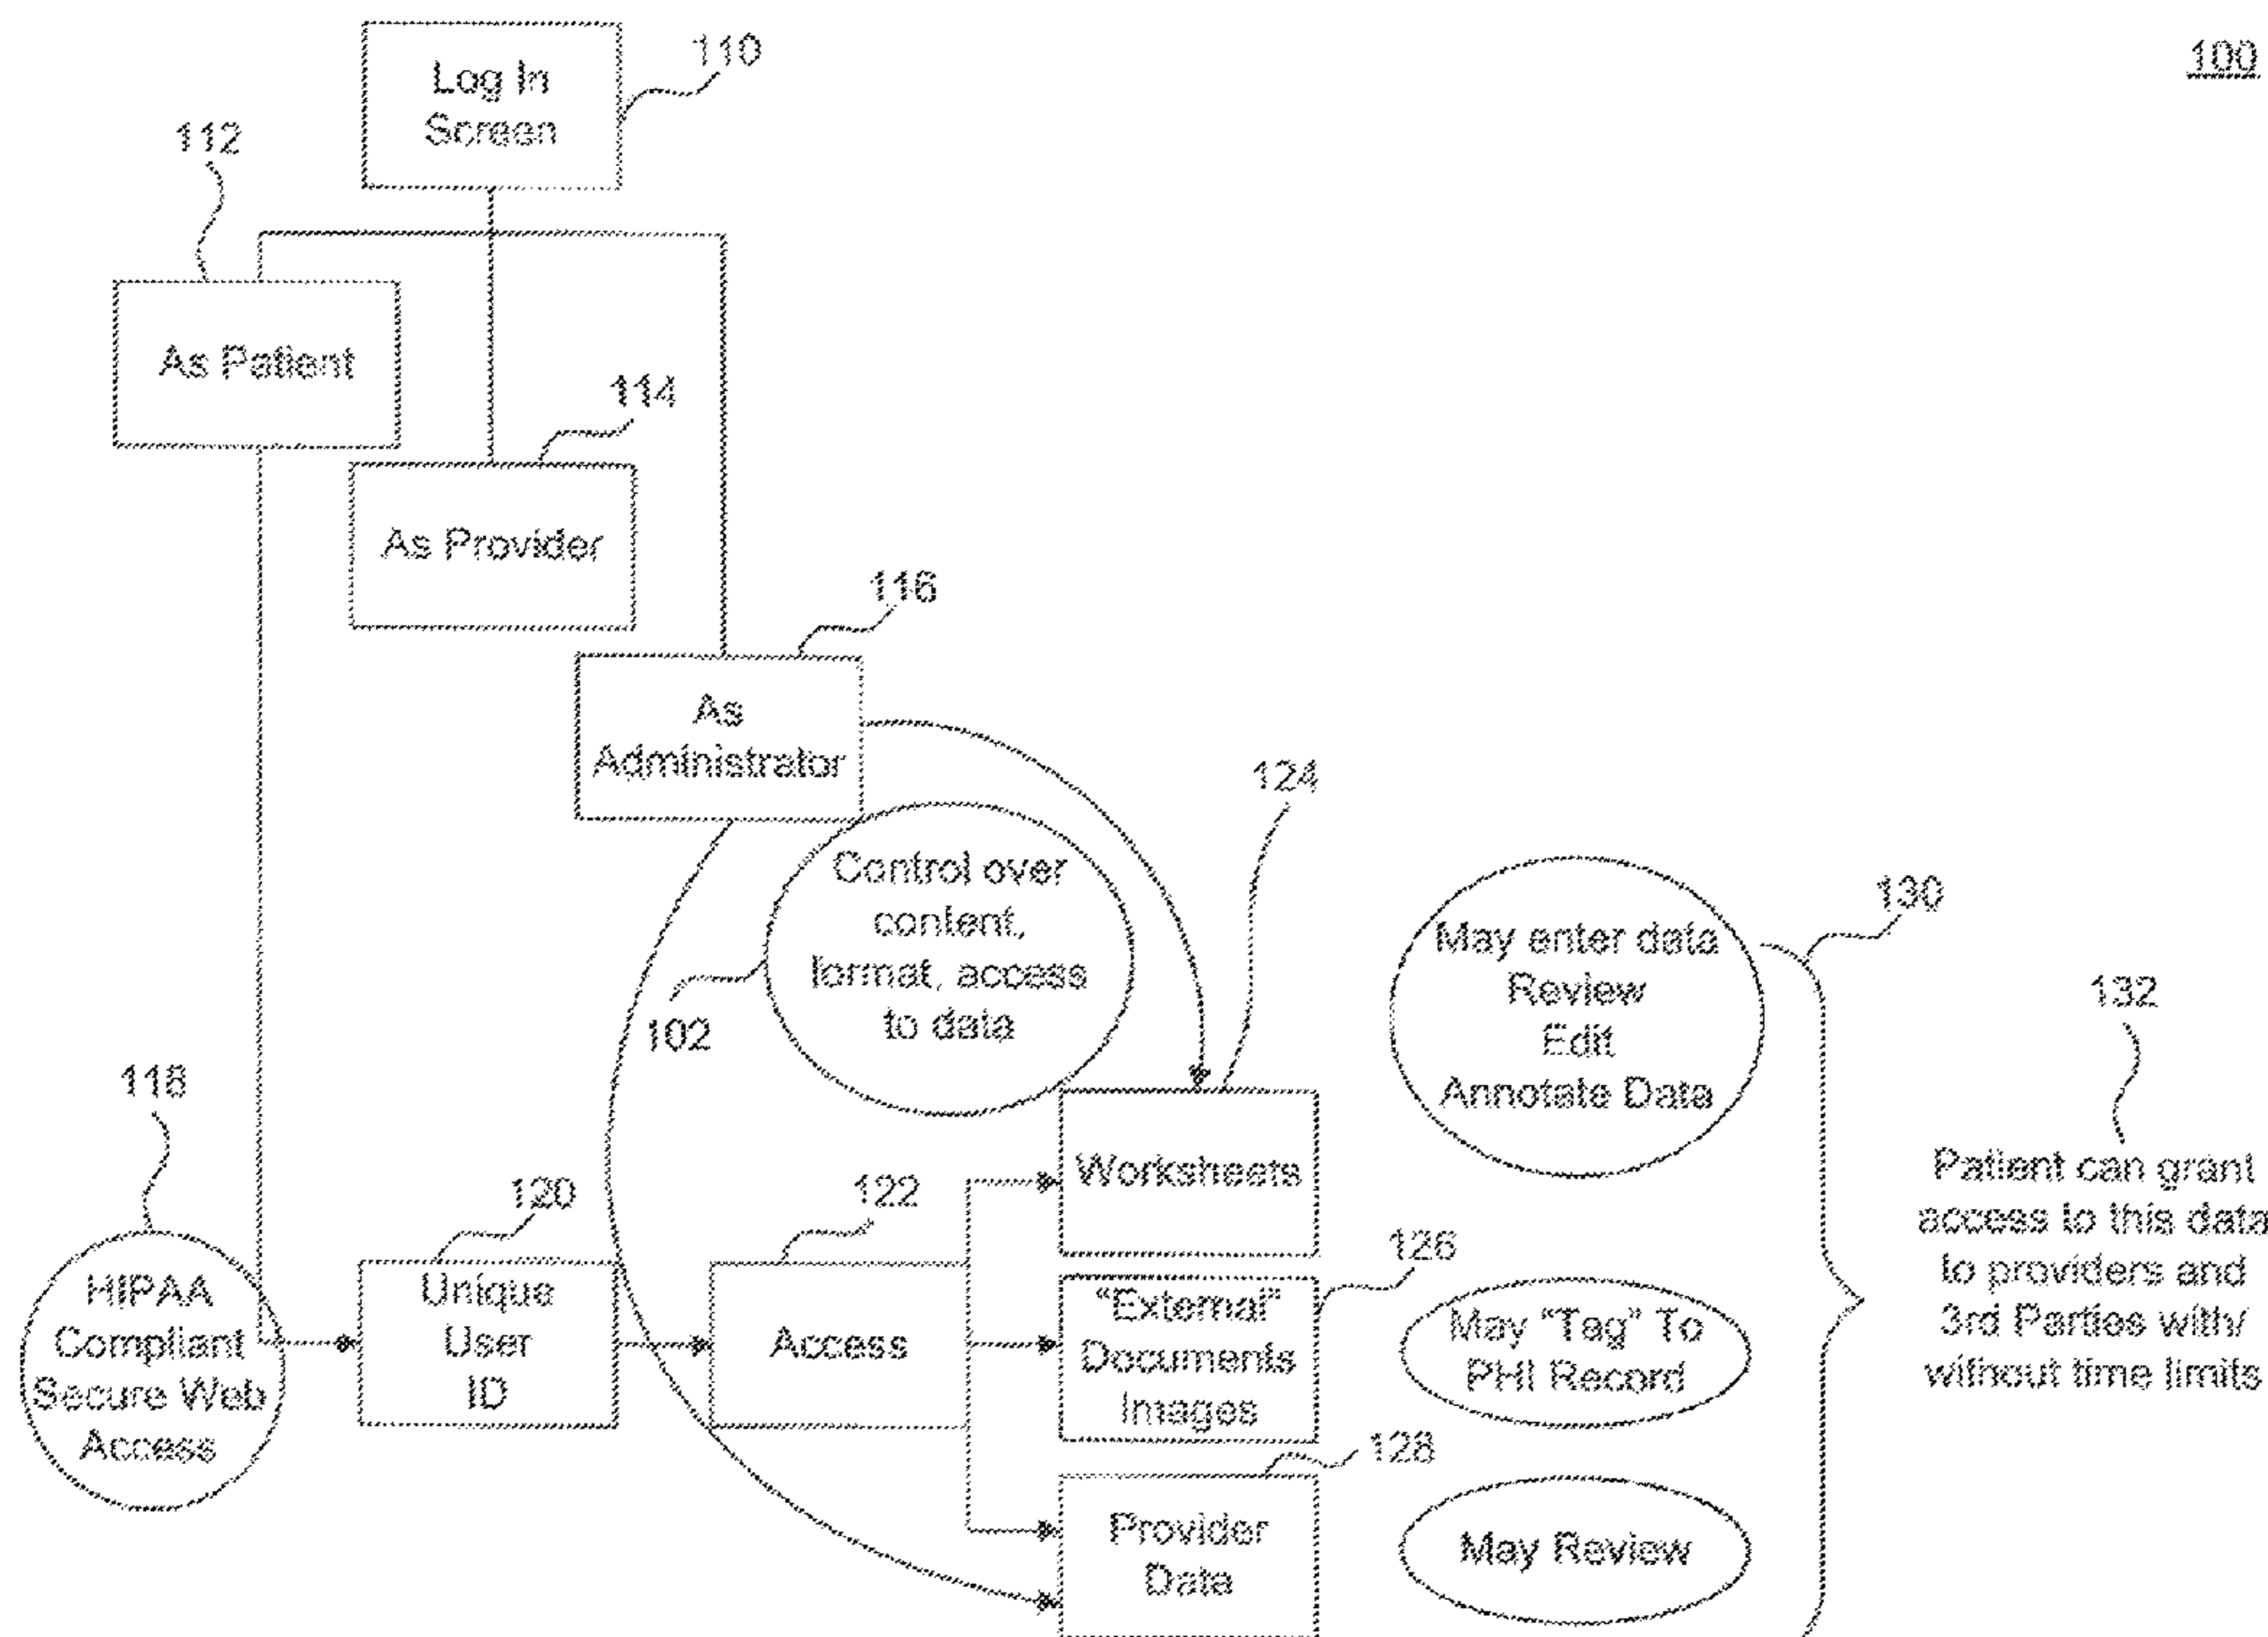 100
110
Log In
Screen
112
As Patient
114
As Provider
116
As
Administrator
124
Control over
content,
format, access
to data
102
130
May enter data
Review
Edit
Annotate Data
132
Patient can grant
access to this data
to providers and
3rd Parties with/
without time limits
118
HIPAA
Compliant
Secure Web
Access
120
Unique
User
ID
122
Access
Worksheets
126
"External"
Documents
Images
May "Tag" To
PHI Record
128
Provider
Data
May Review